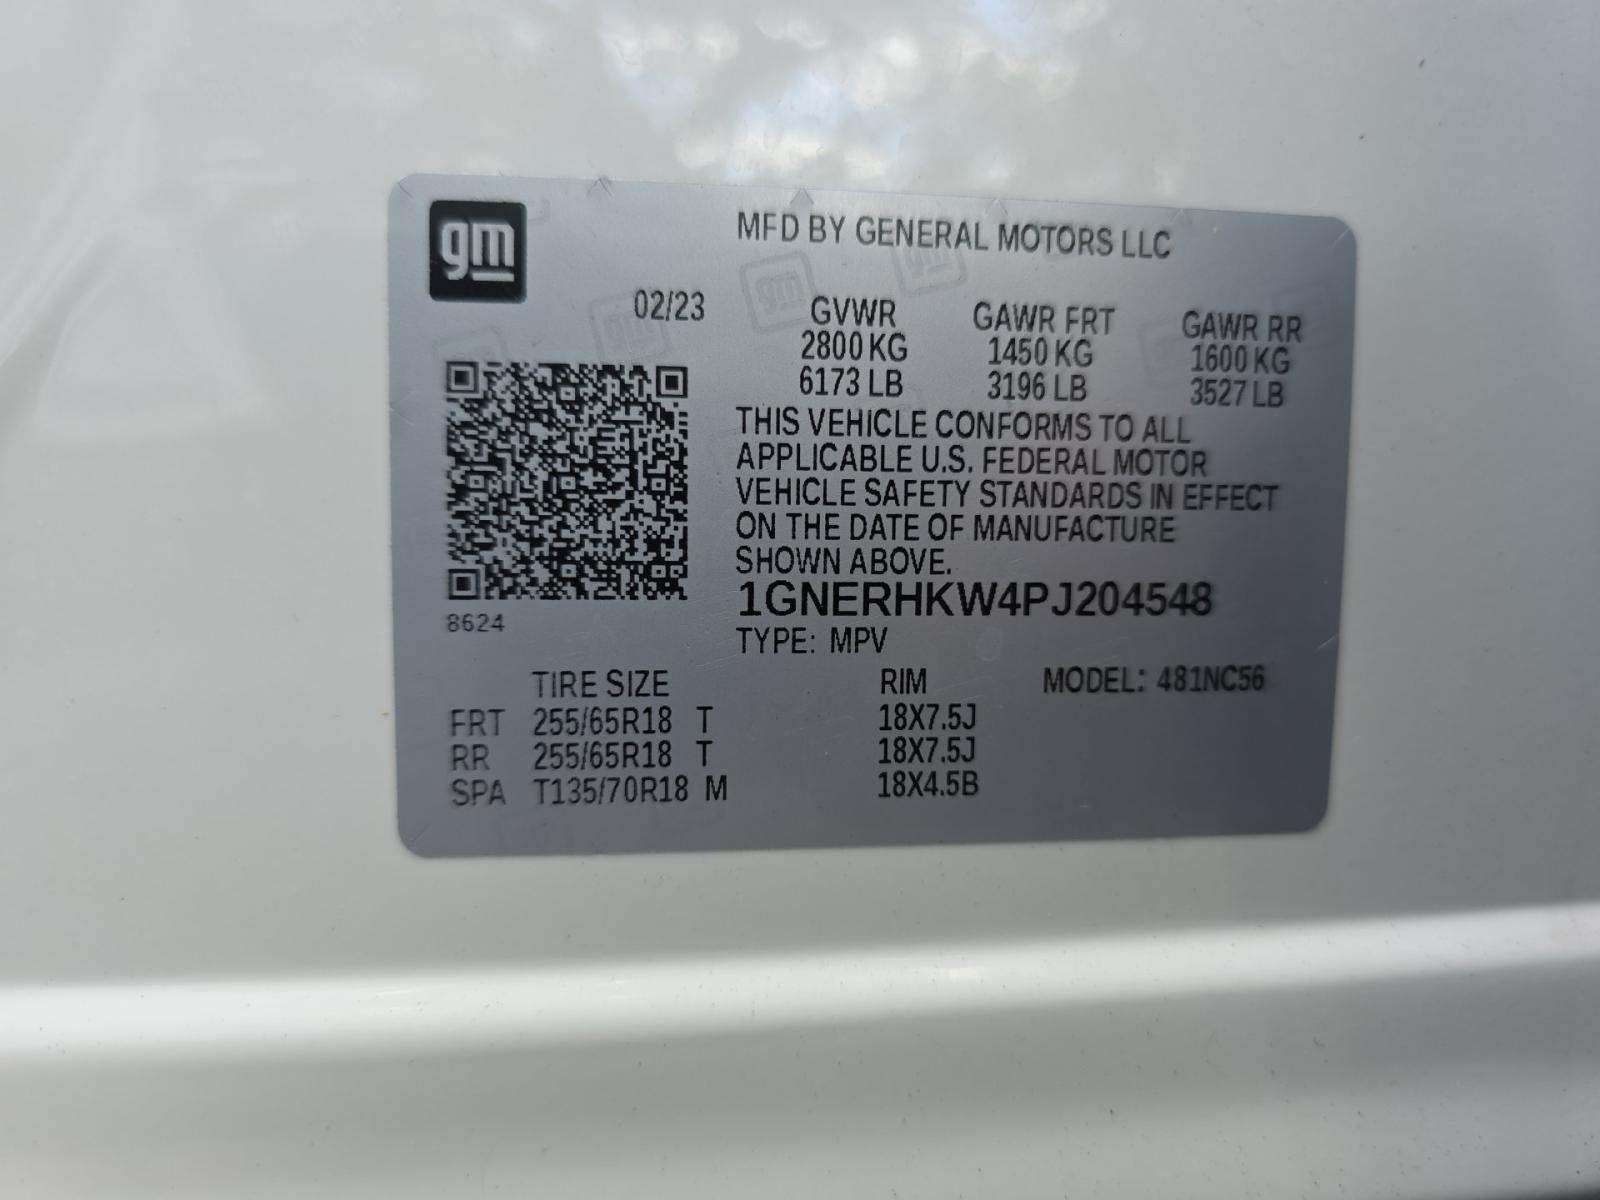 gm
MFD BY GENERAL MOTORS LLC
02/23
GVWR GAWR FRT GAWR RR
2800 KG 1450 KG 1600 KG
6173 LB 3196 LB 3527 LB
THIS VEHICLE CONFORMS TO ALL
APPLICABLE U.S. FEDERAL MOTOR
VEHICLE SAFETY STANDARDS IN EFFECT
ON THE DATE OF MANUFACTURE
SHOWN ABOVE.
1GNERHKW4PJ204548
8624
TYPE: MPV
TIRE SIZE RIM MODEL: 481NC56
FRT 255/65R18 T 18X7.5J
RR 255/65R18 T 18X7.5J
SPA T135/70R18 M 18X4.5B